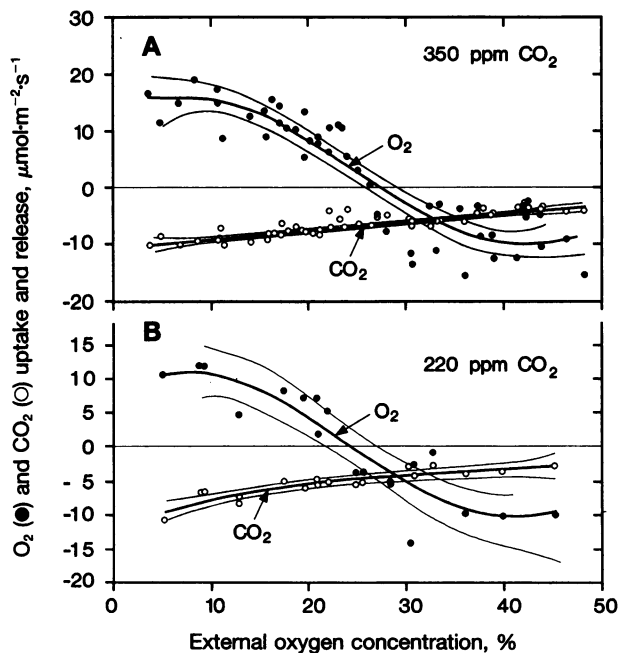 30
20
10
0
-10
-20
A
350 ppm CO₂
O₂
CO₂
15
10
5
0
-5
-10
-15
-20
B
220 ppm CO₂
O₂
CO₂
0 10 20 30 40 50
External oxygen concentration, %
O₂ (●) and CO₂ (○) uptake and release, μmol·m⁻²·s⁻¹